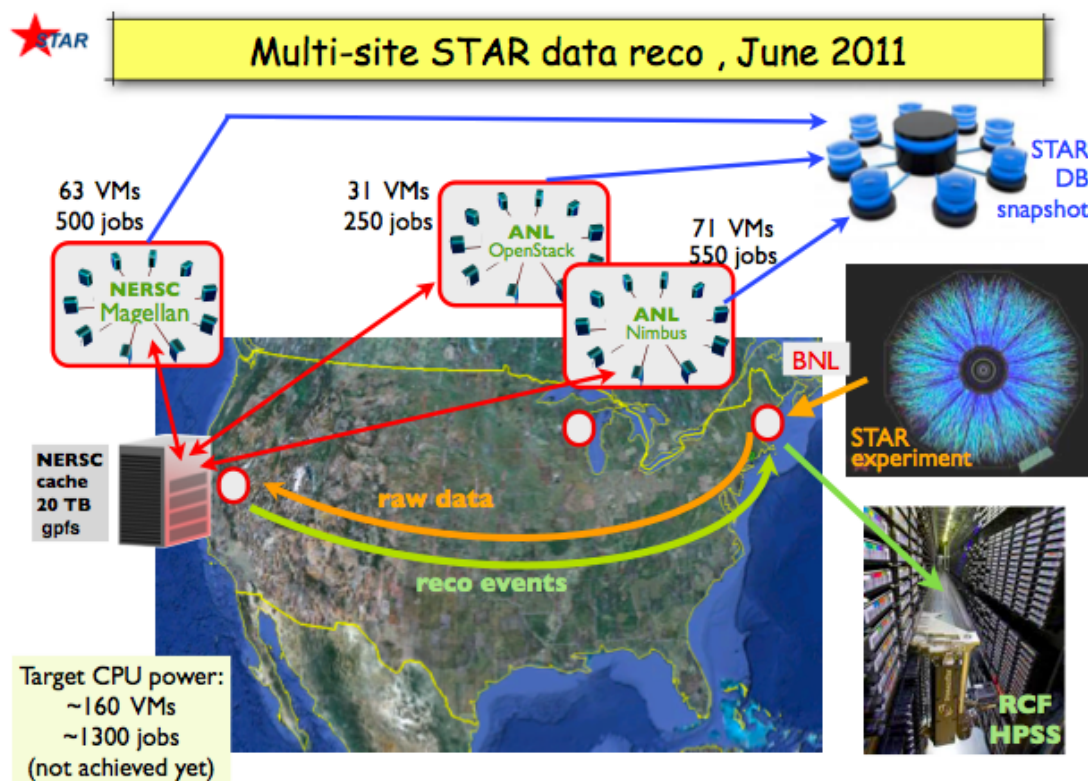 STAR
Multi-site STAR data reco , June 2011
63 VMs
500 jobs
31 VMs
250 jobs
71 VMs
550 jobs
STAR
DB
snapshot
NERSC
Magellan
ANL
OpenStack
ANL
Nimbus
BNL
STAR
experiment
NERSC
cache
20 TB
gpfs
raw data
reco events
Target CPU power:
~160 VMs
~1300 jobs
(not achieved yet)
RCF
HPSS